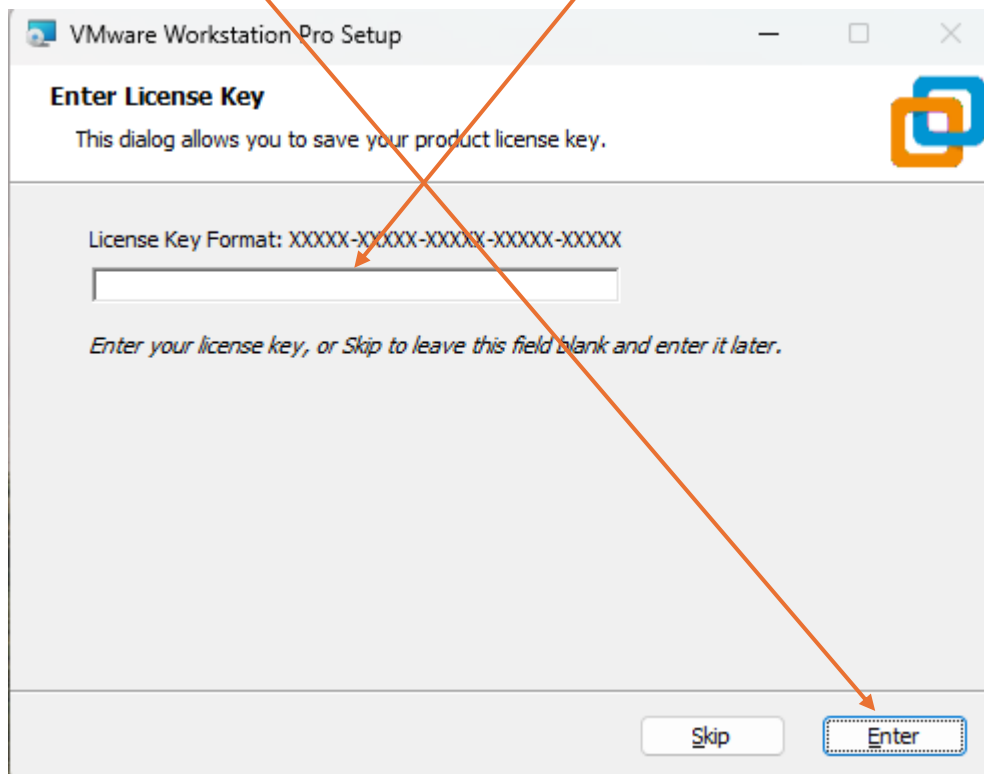 VMware Workstation Pro Setup
Enter License Key
This dialog allows you to save your product license key.
License Key Format: XXXXX-XXXXX-XXXXX-XXXXX-XXXXX
Enter your license key, or Skip to leave this field blank and enter it later.
Skip
Enter